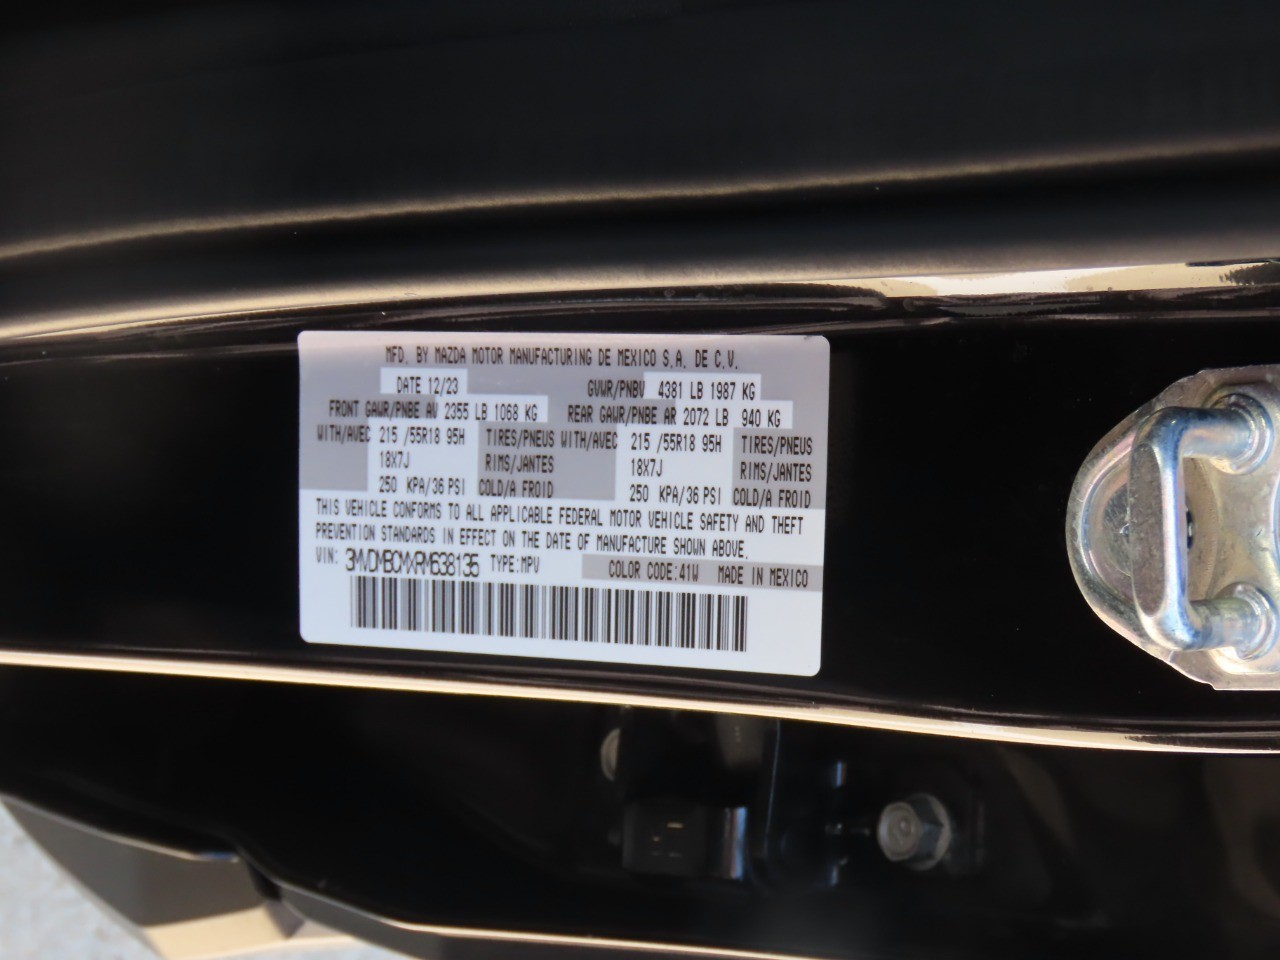 MFD. BY MAZDA MOTOR MANUFACTURING DE MEXICO S.A. DE C.V.
DATE 12/23 GVWR/PNBV 4381 LB 1987 KG
FRONT GAWR/PNBE AV 2355 LB 1068 KG REAR GAWR/PNBE AR 2072 LB 940 KG
WITH/AVEC 215 /55R18 95H TIRES/PNEUS WITH/AVEC 215 /55R18 95H TIRES/PNEUS
18X7J RIMS/JANTES 18X7J RIMS/JANTES
250 KPA/36 PSI COLD/A FROID 250 KPA/36 PSI COLD/A FROID
THIS VEHICLE CONFORMS TO ALL APPLICABLE FEDERAL MOTOR VEHICLE SAFETY AND THEFT
PREVENTION STANDARDS IN EFFECT ON THE DATE OF MANUFACTURE SHOWN ABOVE.
VIN: 3MVDMBCMXRM638135 TYPE:MPV COLOR CODE:41W MADE IN MEXICO